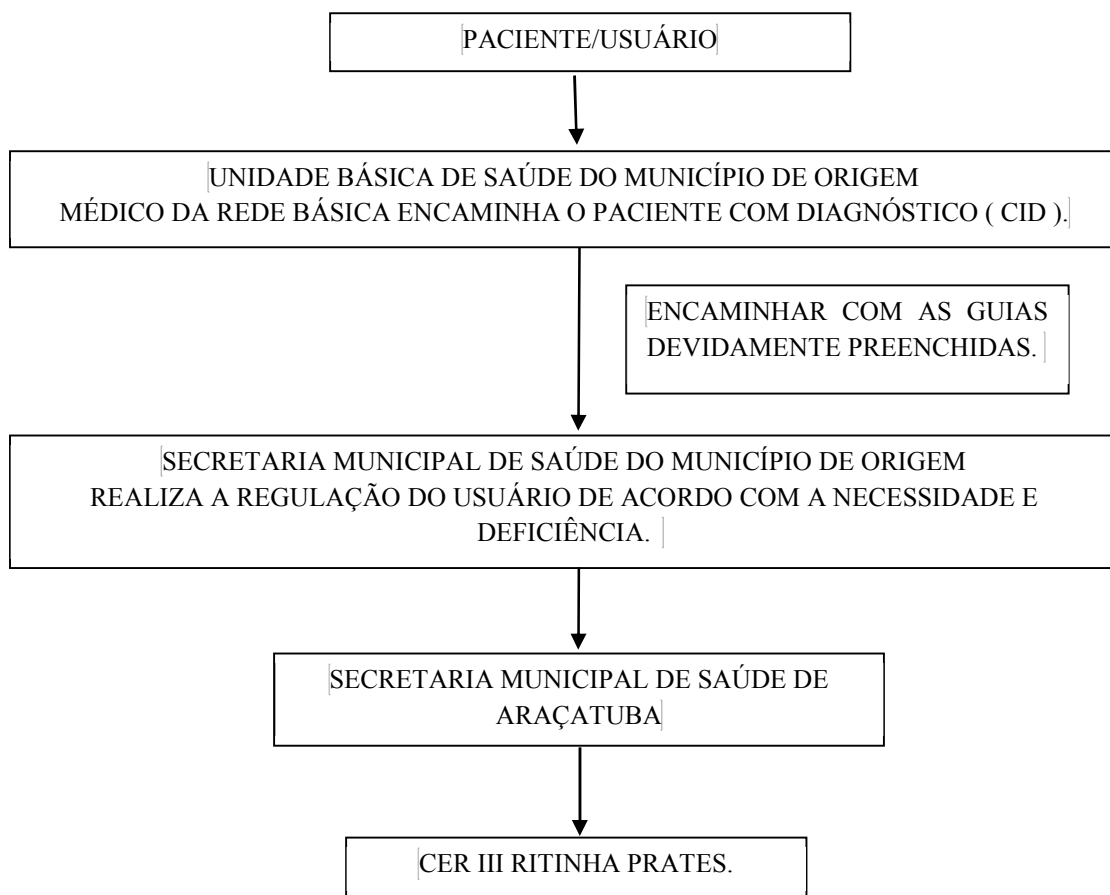 PACIENTE/USUÁRIO
UNIDADE BÁSICA DE SAÚDE DO MUNICÍPIO DE ORIGEM
MÉDICO DA REDE BÁSICA ENCAMINHA O PACIENTE COM DIAGNÓSTICO ( CID ).
ENCAMINHAR COM AS GUIAS
DEVIDAMENTE PREENCHIDAS.
SECRETARIA MUNICIPAL DE SAÚDE DO MUNICÍPIO DE ORIGEM
REALIZA A REGULAÇÃO DO USUÁRIO DE ACORDO COM A NECESSIDADE E
DEFICIÊNCIA.
SECRETARIA MUNICIPAL DE SAÚDE DE
ARAÇATUBA
CER III RITINHA PRATES.